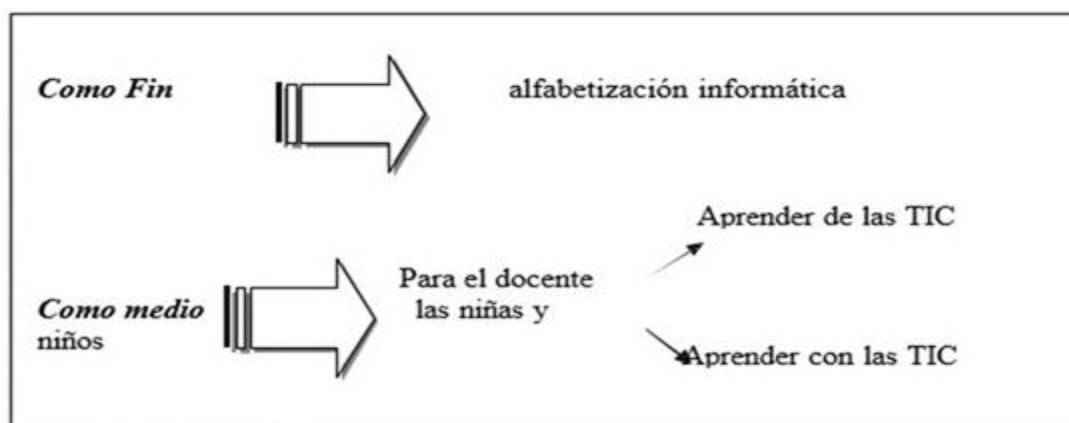 Como Fin alfabetización informática
Aprender de las TIC
Para el docente
Como medio las niñas y
niños
Aprender con las TIC